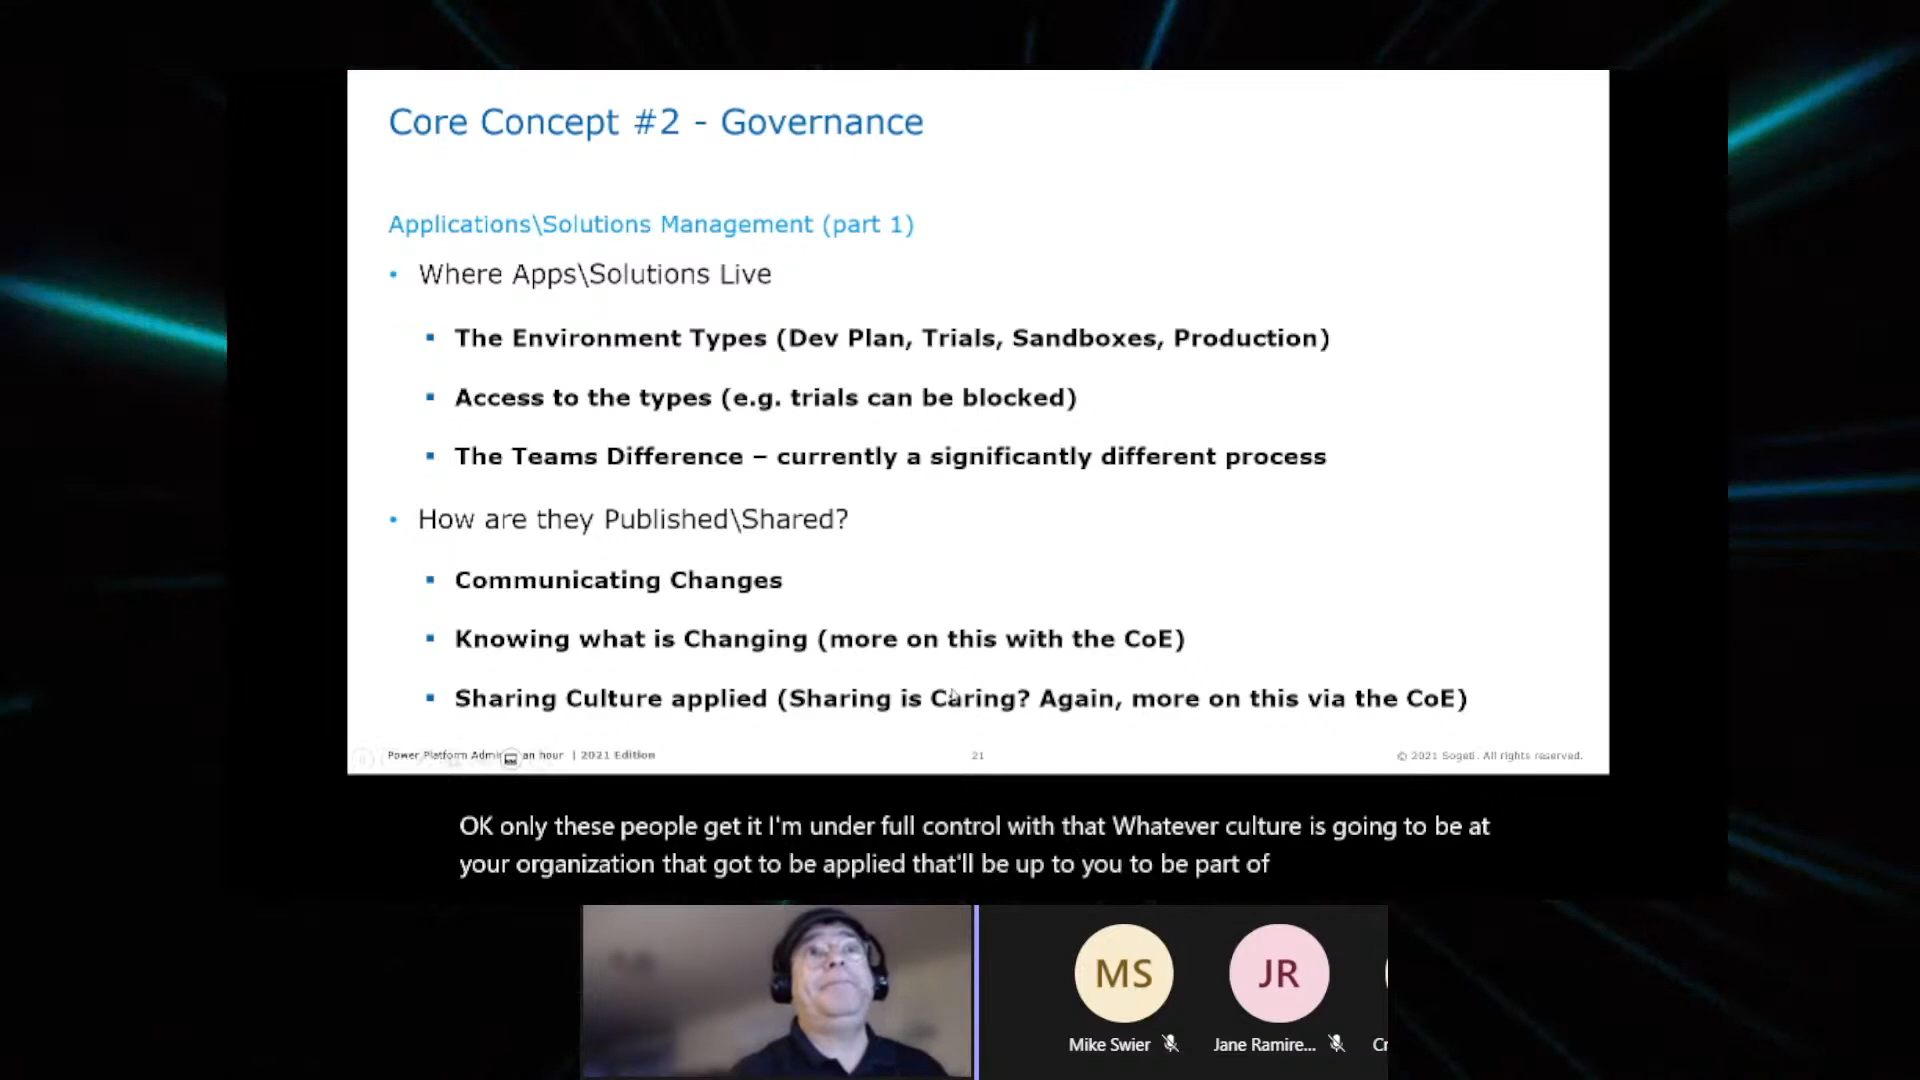 Core Concept #2 - Governance
Applications\Solutions Management (part 1)
• Where Apps\Solutions Live
▪ The Environment Types (Dev Plan, Trials, Sandboxes, Production)
▪ Access to the types (e.g. trials can be blocked)
▪ The Teams Difference – currently a significantly different process
• How are they Published\Shared?
▪ Communicating Changes
▪ Knowing what is Changing (more on this with the CoE)
▪ Sharing Culture applied (Sharing is Caring? Again, more on this via the CoE)
Power Platform Admin an hour | 2021 Edition
21
© 2021 Sogeti. All rights reserved.
OK only these people get it I'm under full control with that Whatever culture is going to be at
your organization that got to be applied that'll be up to you to be part of
MS
JR
Mike Swier
Jane Ramire...
Cr